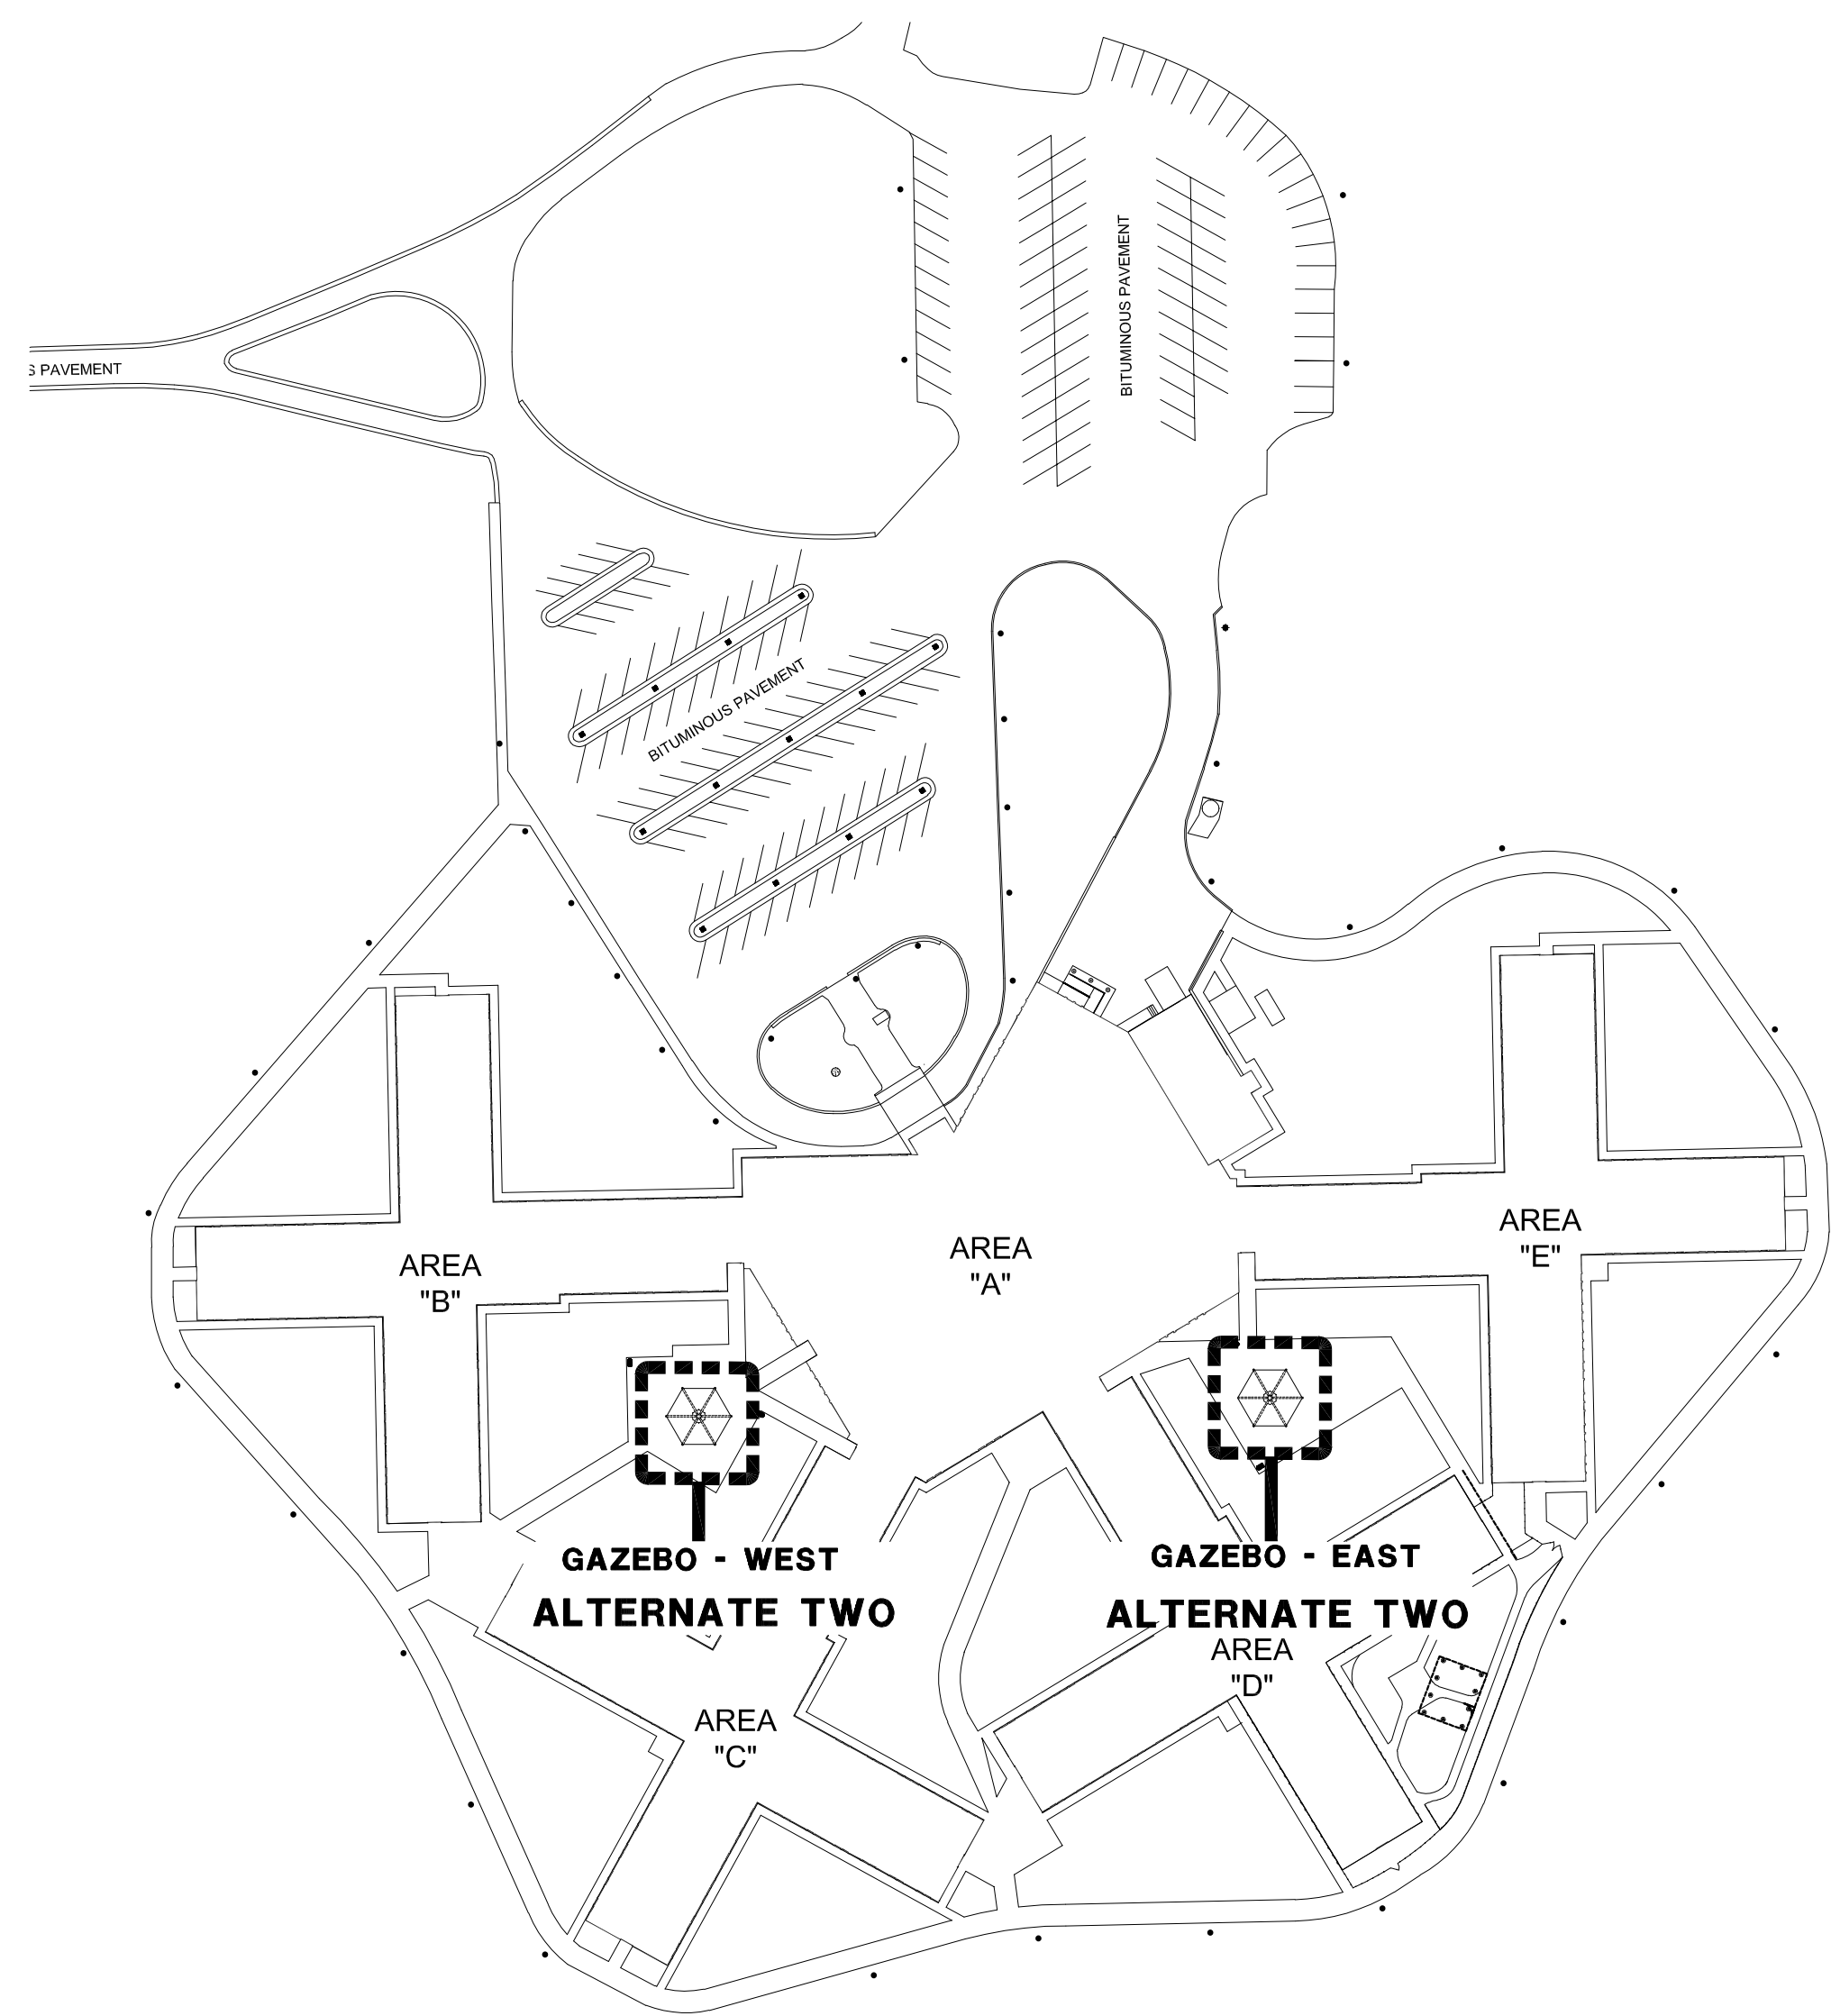 BITUMINOUS PAVEMENT
S PAVEMENT
BITUMINOUS PAVEMENT
AREA
"E"
AREA
"A"
AREA
"B"
GAZEBO - WEST
ALTERNATE TWO
GAZEBO - EAST
ALTERNATE TWO
AREA
"D"
AREA
"C"